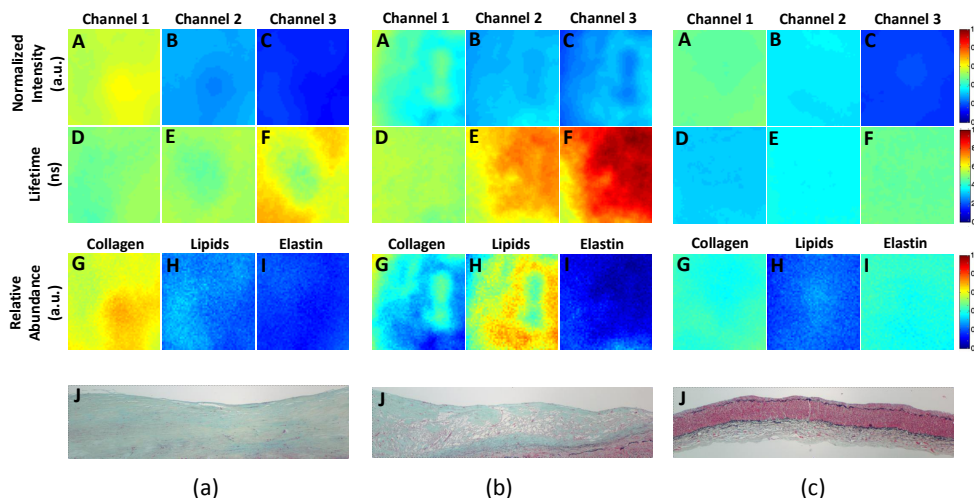 Channel 1 Channel 2 Channel 3 Channel 1 Channel 2 Channel 3 Channel 1 Channel 2 Channel 3
Normalized
Intensity
(a.u.)
A B C A B C A B C
Lifetime
(ns)
D E F D E F D E F
Collagen Lipids Elastin Collagen Lipids Elastin Collagen Lipids Elastin
Relative
Abundance
(a.u.)
G H I G H I G H I
J J J
(a) (b) (c)